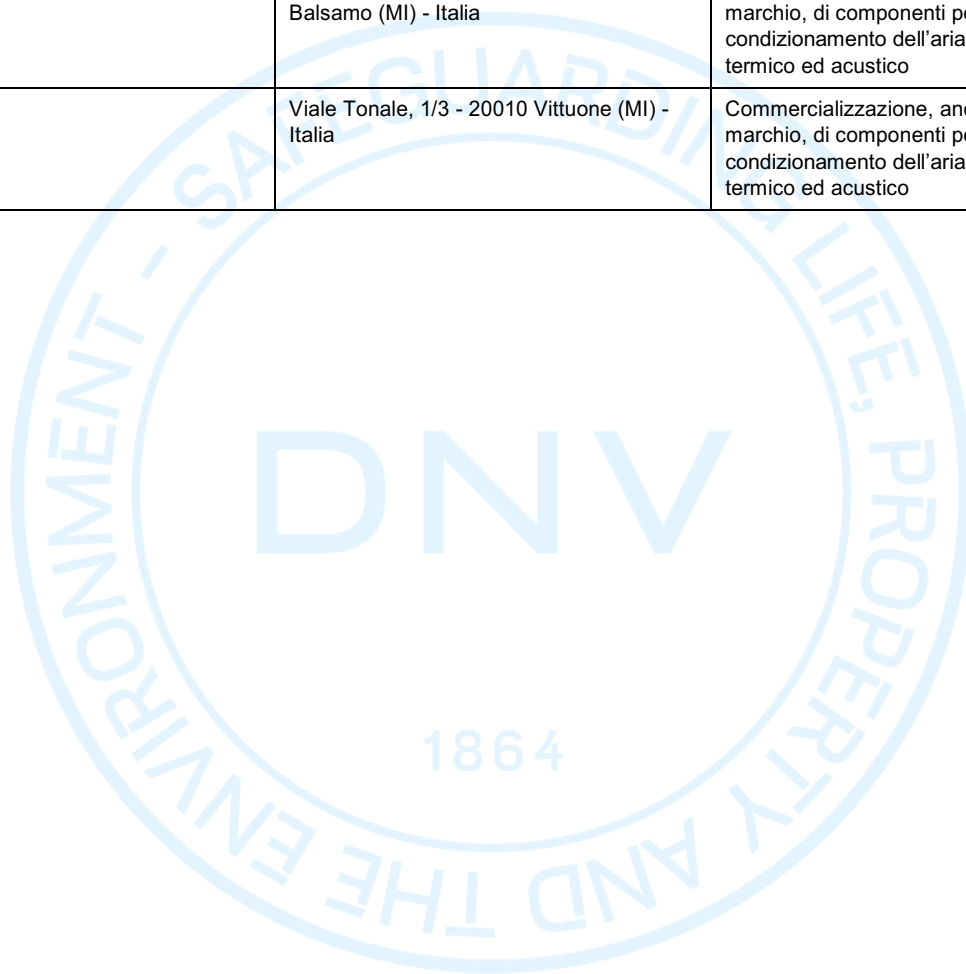 Balsamo (MI) - Italia
marchio, di componenti
condizionamento dell'aria
termico ed acustico
Viale Tonale, 1/3 - 20010 Vittuone (MI) -
Italia
Commercializzazione,
marchio, di componenti
condizionamento dell'aria
termico ed acustico
SAFEGUARDING LIFE, PROPERTY AND THE ENVIRONMENT -
DNV
1864